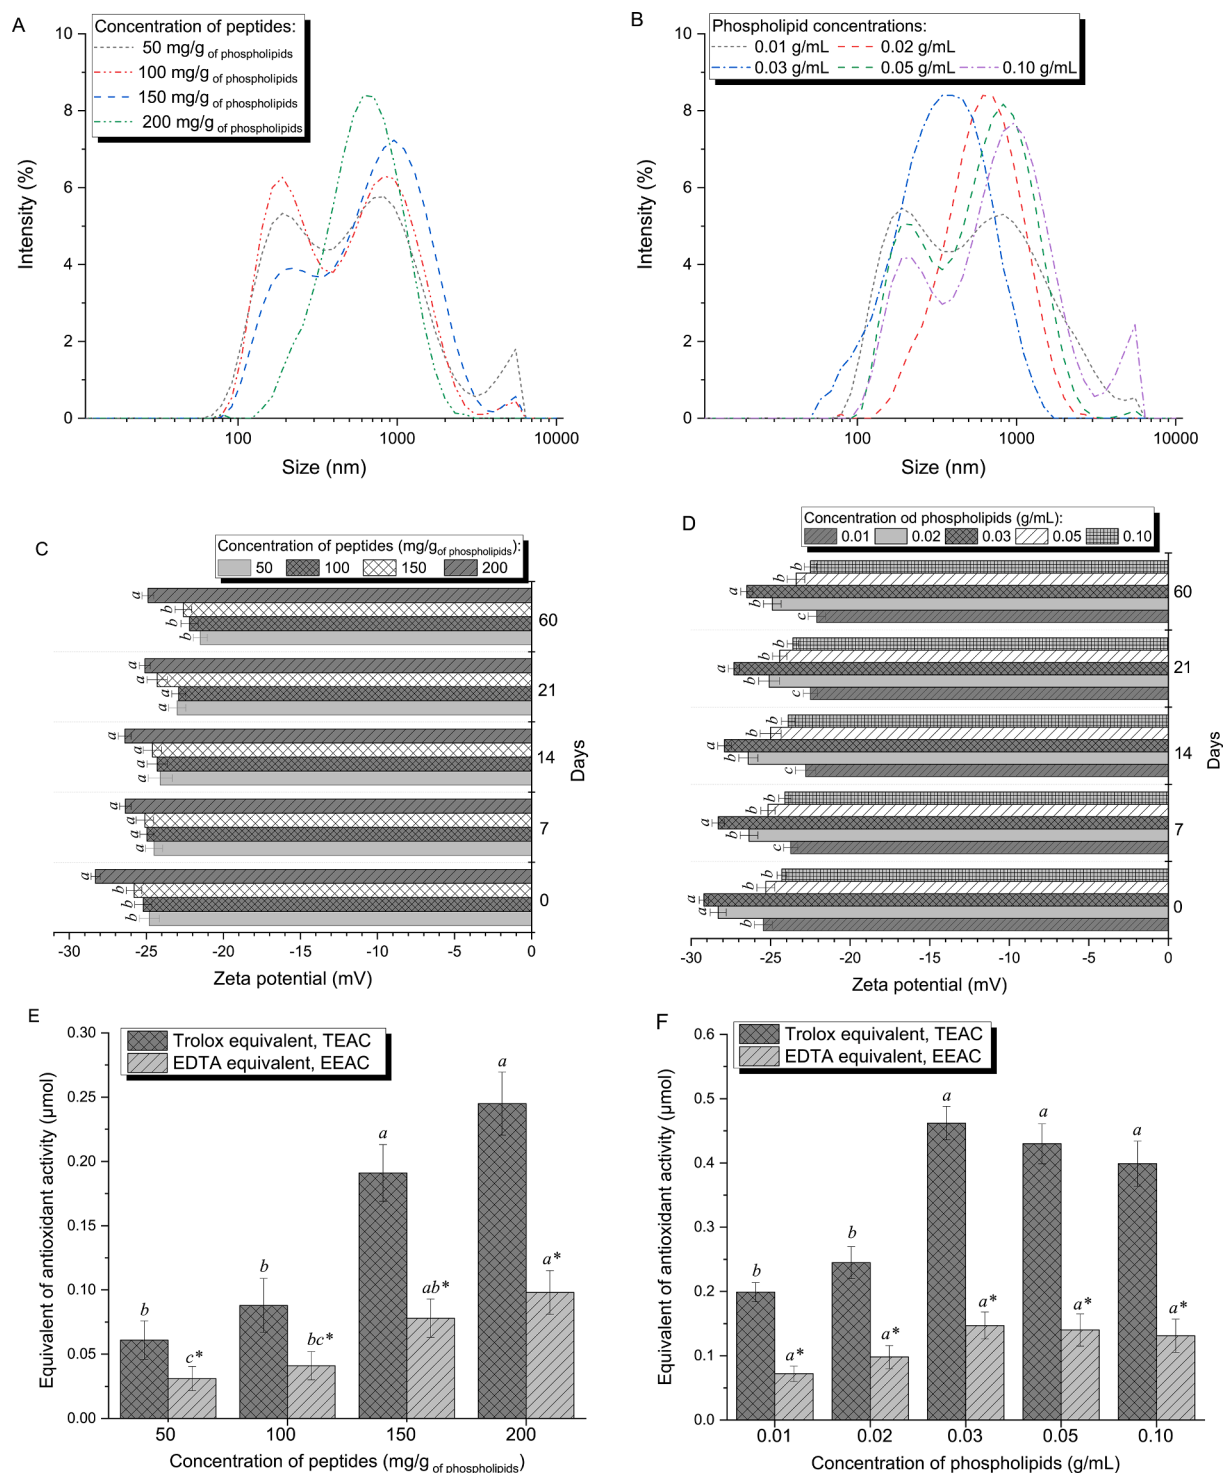 A
Concentration of peptides:
50 mg/g of phospholipids
100 mg/g of phospholipids
150 mg/g of phospholipids
200 mg/g of phospholipids
10
8
6
4
2
0
Intensity (%)
100
1000
10000
Size (nm)
B
Phospholipid concentrations:
0.01 g/mL
0.02 g/mL
0.03 g/mL
0.05 g/mL
0.10 g/mL
10
8
6
4
2
0
Intensity (%)
100
1000
10000
Size (nm)
C
Concentration of peptides (mg/g of phospholipids):
50
100
150
200
a
b
b
b
60
a
a
a
a
21
a
a
a
a
14
a
a
a
a
7
a
b
b
b
0
Days
-30 -25 -20 -15 -10 -5 0
Zeta potential (mV)
D
Concentration od phospholipids (g/mL):
0.01
0.02
0.03
0.05
0.10
b
b
a
b
c
60
b
b
a
b
c
21
b
b
a
b
c
14
b
b
a
b
c
7
b
b
a
a
b
0
Days
-30 -25 -20 -15 -10 -5 0
Zeta potential (mV)
E
Trolox equivalent, TEAC
EDTA equivalent, EEAC
0.30
0.25
0.20
0.15
0.10
0.05
0.00
Equivalent of antioxidant activity (μmol)
b
c*
b
bc*
a
ab*
a
a*
50 100 150 200
Concentration of peptides (mg/g of phospholipids)
F
Trolox equivalent, TEAC
EDTA equivalent, EEAC
0.6
0.5
0.4
0.3
0.2
0.1
0.0
Equivalent of antioxidant activity (μmol)
b
a*
b
a*
a
a*
a
a*
a
a*
0.01 0.02 0.03 0.05 0.10
Concentration of phospholipids (g/mL)